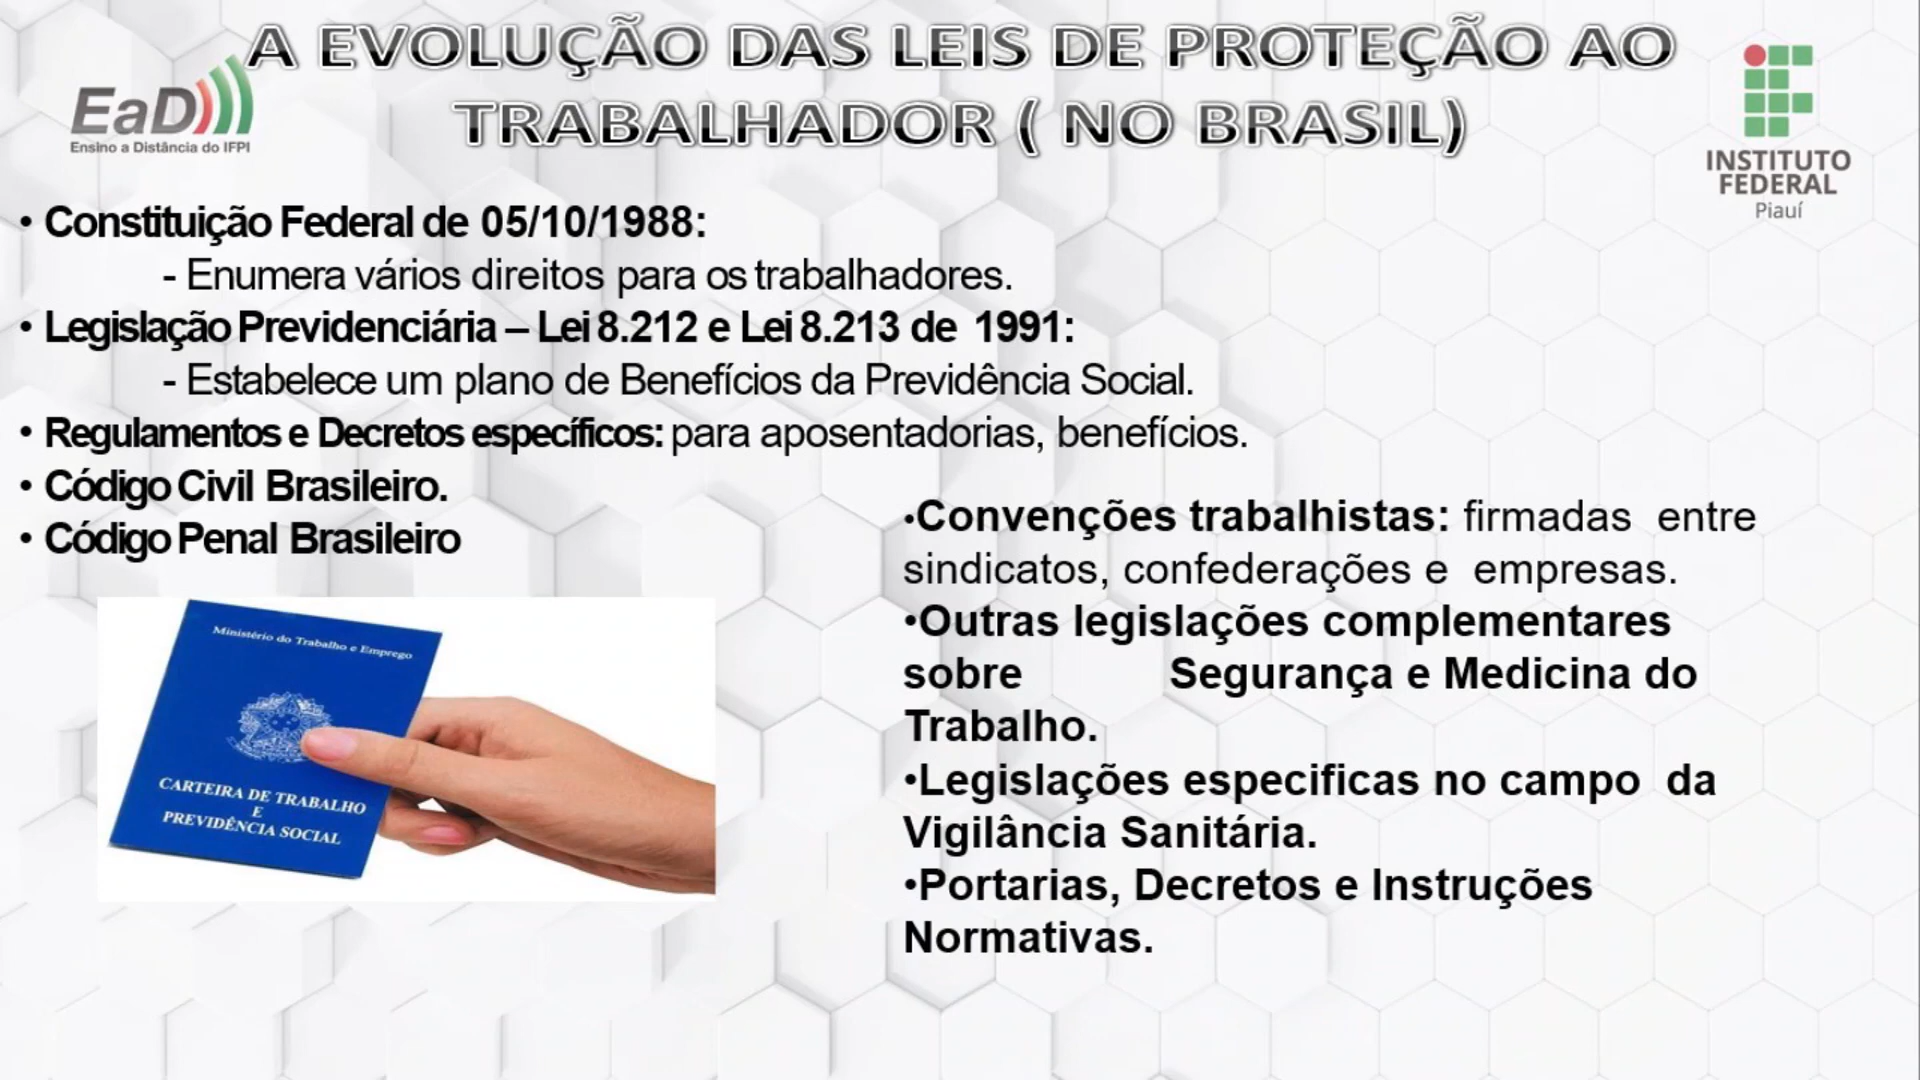 A EVOLUÇÃO DAS LEIS DE PROTEÇÃO AO
TRABALHADOR ( NO BRASIL)
EaD
Ensino a Distância do IFPI
INSTITUTO
FEDERAL
Piauí
• Constituição Federal de 05/10/1988:
- Enumera vários direitos para os trabalhadores.
• Legislação Previdenciária – Lei 8.212 e Lei 8.213 de 1991:
- Estabelece um plano de Benefícios da Previdência Social.
• Regulamentos e Decretos específicos: para aposentadorias, benefícios.
• Código Civil Brasileiro.
• Código Penal Brasileiro
Ministério do Trabalho e Emprego
CARTEIRA DE TRABALHO
E
PREVIDÊNCIA SOCIAL
•Convenções trabalhistas: firmadas entre
sindicatos, confederações e empresas.
•Outras legislações complementares
sobre Segurança e Medicina do
Trabalho.
•Legislações especificas no campo da
Vigilância Sanitária.
•Portarias, Decretos e Instruções
Normativas.